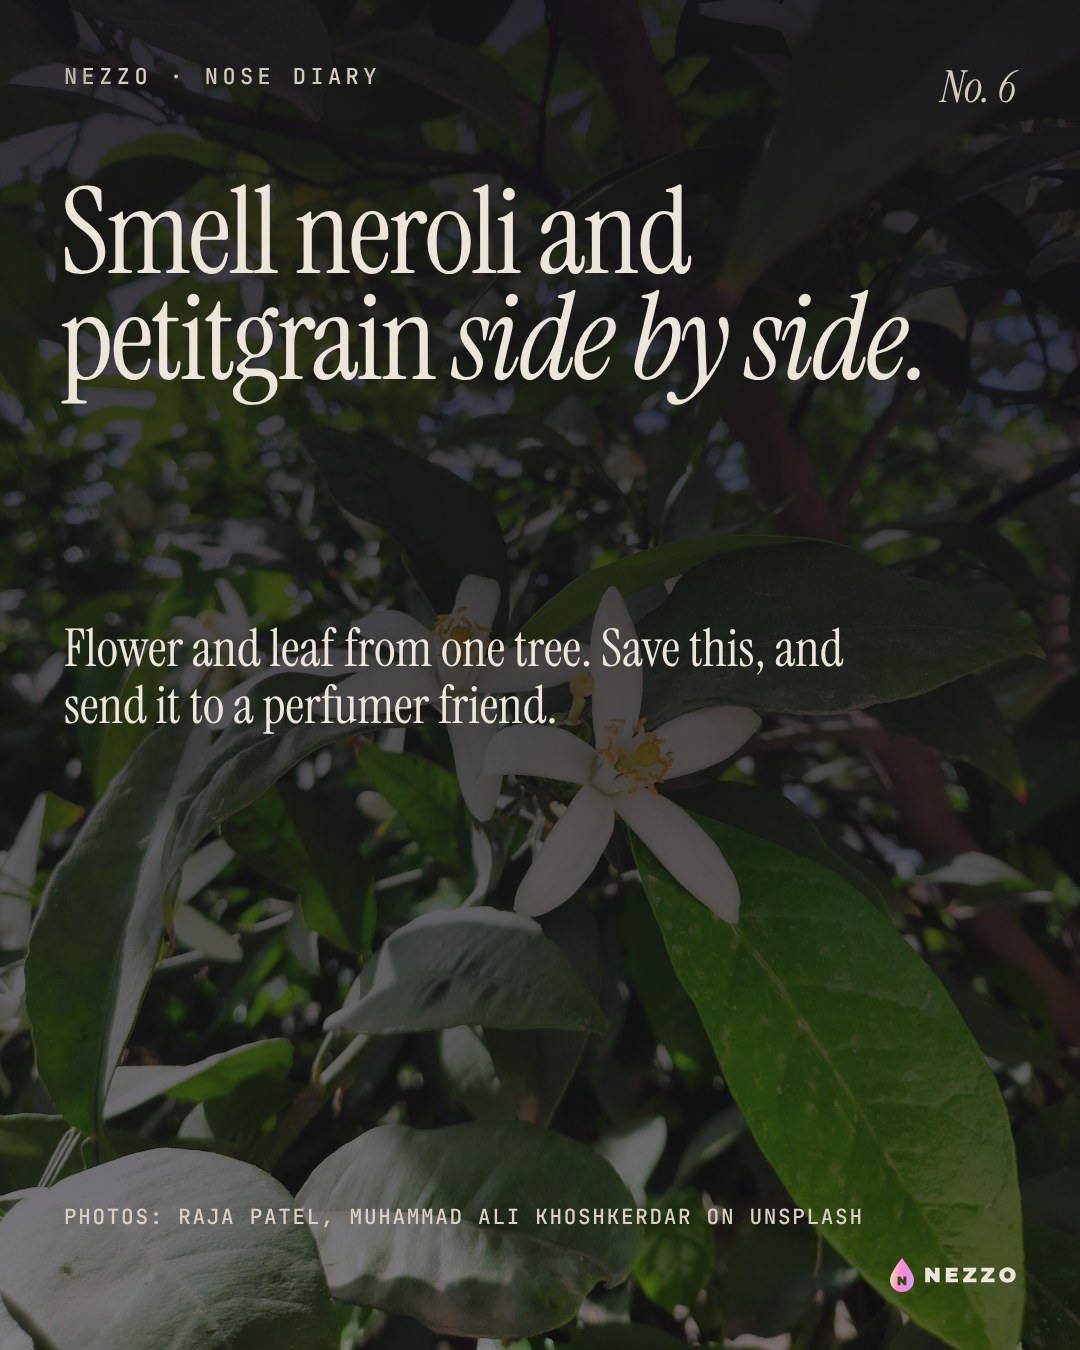 NEZZO · NOSE DIARY
No. 6
Smell neroli and
petitgrain side by side.
Flower and leaf from one tree. Save this, and
send it to a perfumer friend.
PHOTOS: RAJA PATEL, MUHAMMAD ALI KHOSHKERDAR ON UNSPLASH
N NEZZO